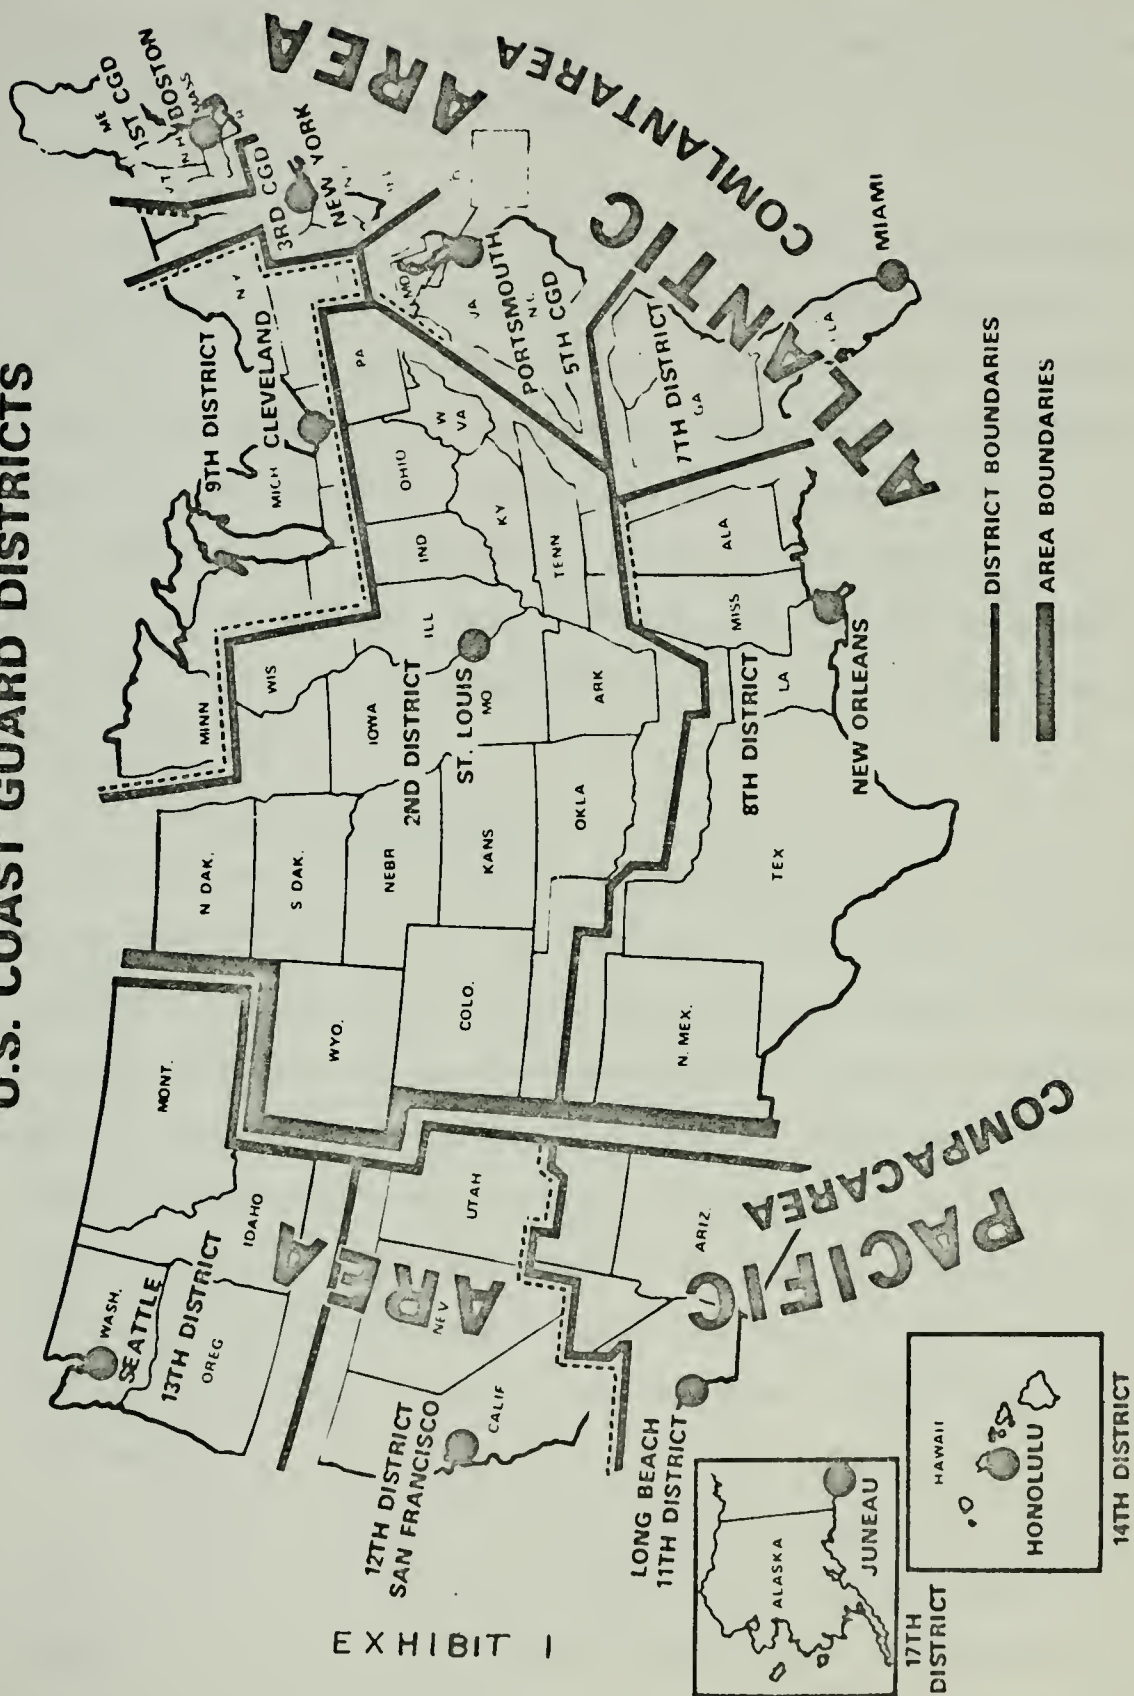 U.S. COAST GUARD DISTRICTS
WASH.
SEATTLE
13TH DISTRICT
OREG
IDAHO
MONT.
WYO.
12TH DISTRICT
SAN FRANCISCO
CALIF
NEV
UTAH
LONG BEACH
11TH DISTRICT
ARIZ.
PACIFIC
AREA
COMPACAREA
N DAK.
S DAK.
NEBR
KANS
COLO.
OKLA
N. MEX.
TEX
MINN
WIS
IOWA
2ND DISTRICT
ST. LOUIS
MO
ILL
IND
OHIO
KY
TENN
ARK
W
VA
PA
9TH DISTRICT
CLEVELAND
MICH
N Y
8TH DISTRICT
LA
MISS
ALA
NEW ORLEANS
ME
1ST CGD
BOSTON
MASS
VT
N H
3RD CGD
NEW YORK
MD
VA
PORTSMOUTH
N C
5TH CGD
7TH DISTRICT
GA
MIAMI
ATLANTIC
AREA
COMLANTAREA
DISTRICT BOUNDARIES
AREA BOUNDARIES
ALASKA
JUNEAU
17TH
DISTRICT
HAWAII
HONOLULU
14TH DISTRICT
EXHIBIT 1